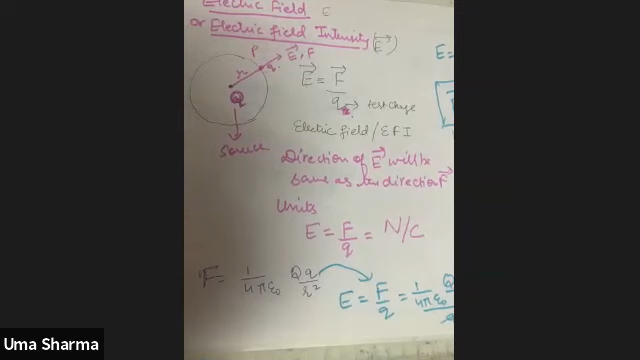 Electric Field E
or Electric field Intensity (E)
P
E, F
r
q
Q
Source
E = F
q → test charge
Electric field / EFI
Direction of E will be
same as the direction F
Units
E = F/q = N/C
F = 1/4πε₀ Qq/r²
E = F/q = 1/4πε₀
E =
Uma Sharma